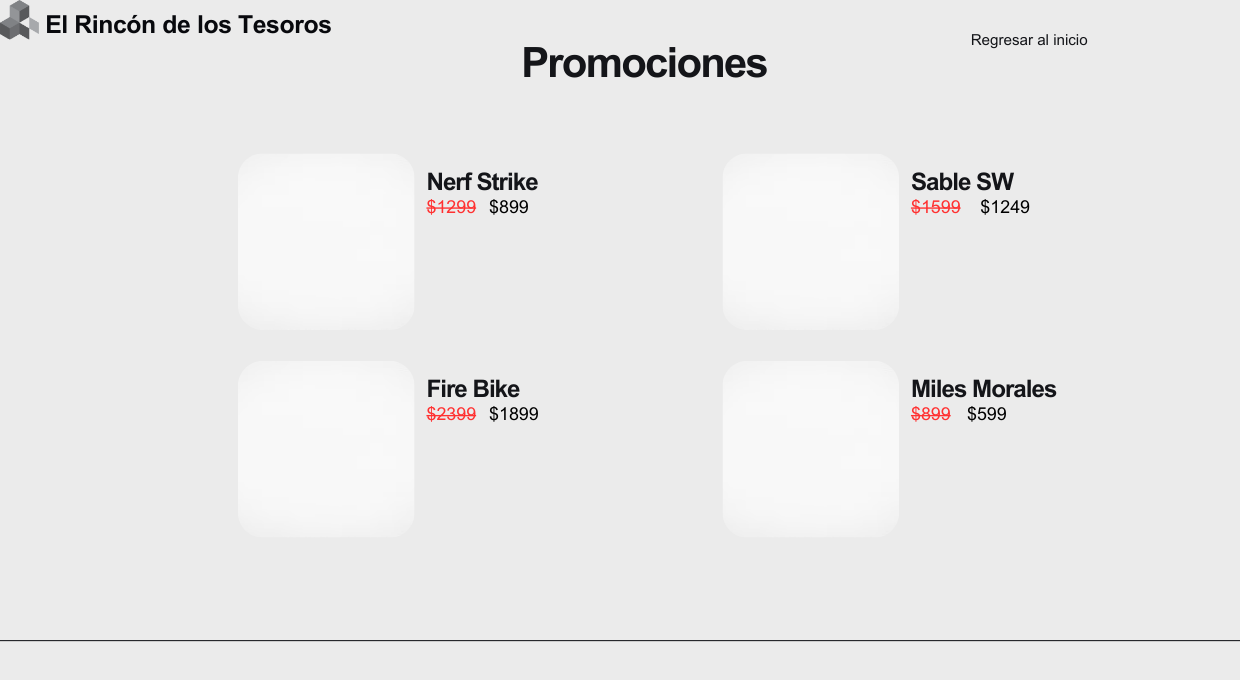 El Rincón de los Tesoros
Regresar al inicio
Promociones
Nerf Strike
$1299 $899
Sable SW
$1599 $1249
Fire Bike
$2399 $1899
Miles Morales
$899 $599